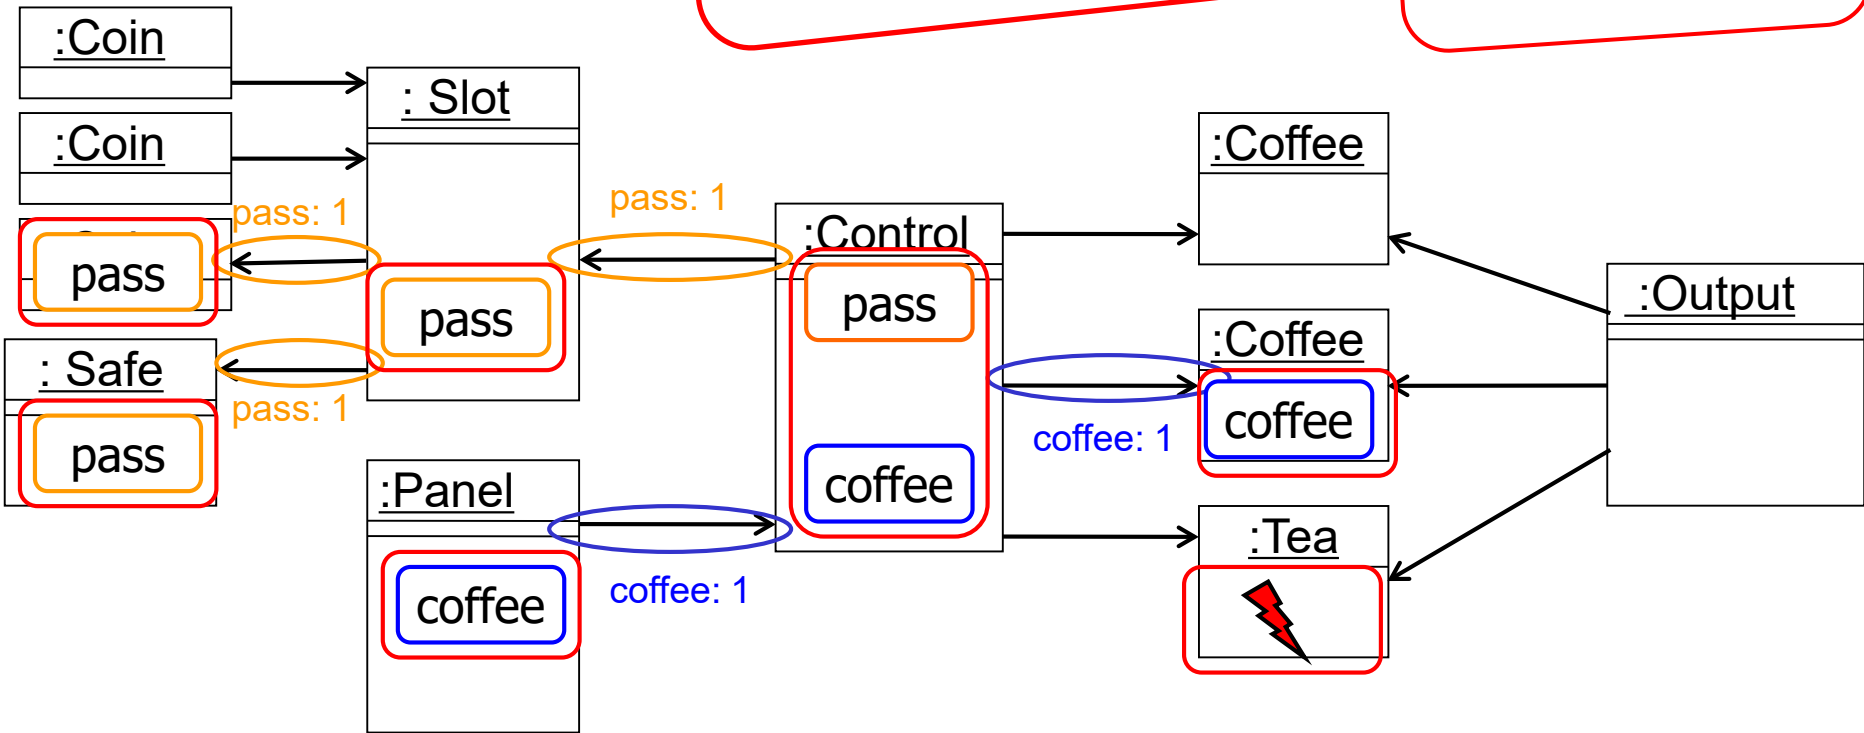 :Coin
: Slot
:Coin
:Coffee
pass: 1
pass: 1
:Control
pass
pass
pass
:Output
: Safe
:Coffee
pass: 1
pass
coffee: 1
coffee
:Panel
coffee
:Tea
coffee
coffee: 1